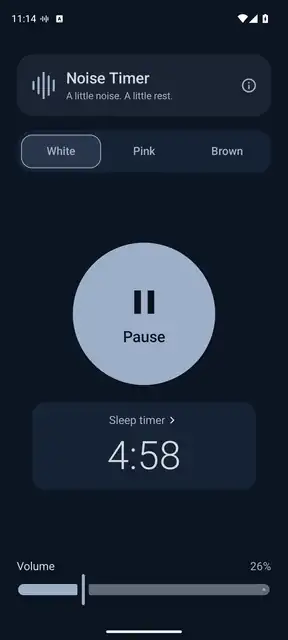 11:14
Noise Timer
A little noise. A little rest.
White Pink Brown
Pause
Sleep timer
4:58
Volume 26%